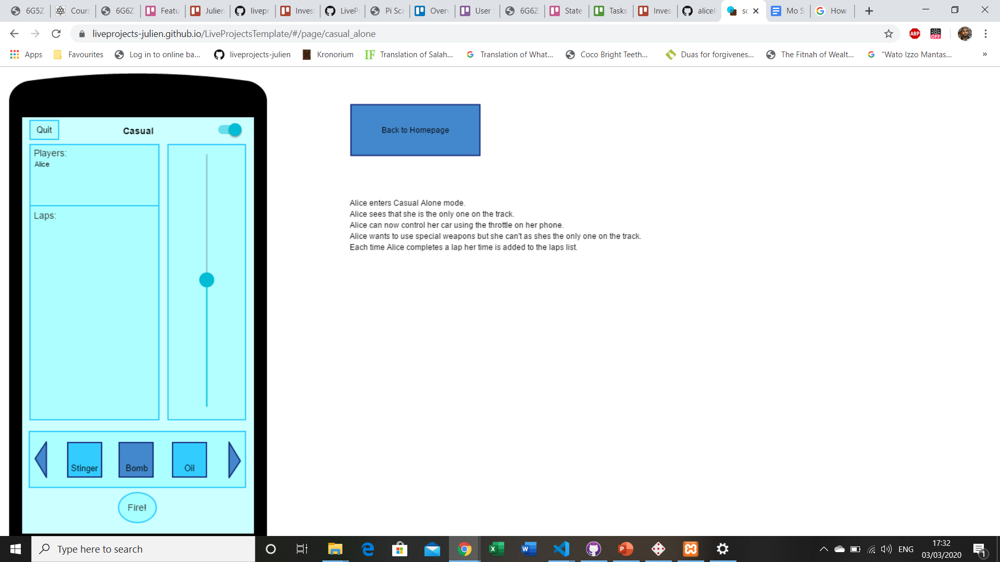 6G5Z
Cours
6G6Z
Featu
Julien
livepr
Invest
LivePr
Pi Sca
Overv
User S
6G6Z
State
Tasks
Inves
aliceli
sc
Mo S
How
liveprojects-julien.github.io/LiveProjectsTemplate/#/page/casual_alone
ABP
OFF
Apps
Favourites
Log in to online ba...
liveprojects-julien
Kronorium
IF Translation of Salah...
Translation of What...
Coco Bright Teeth...
Duas for forgivenes...
The Fitnah of Wealt...
"Wato Izzo Mantas...
»
Quit
Casual
Players:
Alice
Laps:
Stinger
Bomb
Oil
Fire!
Back to Homepage
Alice enters Casual Alone mode.
Alice sees that she is the only one on the track.
Alice can now control her car using the throttle on her phone.
Alice wants to use special weapons but she can't as shes the only one on the track.
Each time Alice completes a lap her time is added to the laps list.
Type here to search
ENG
17:32
03/03/2020
1